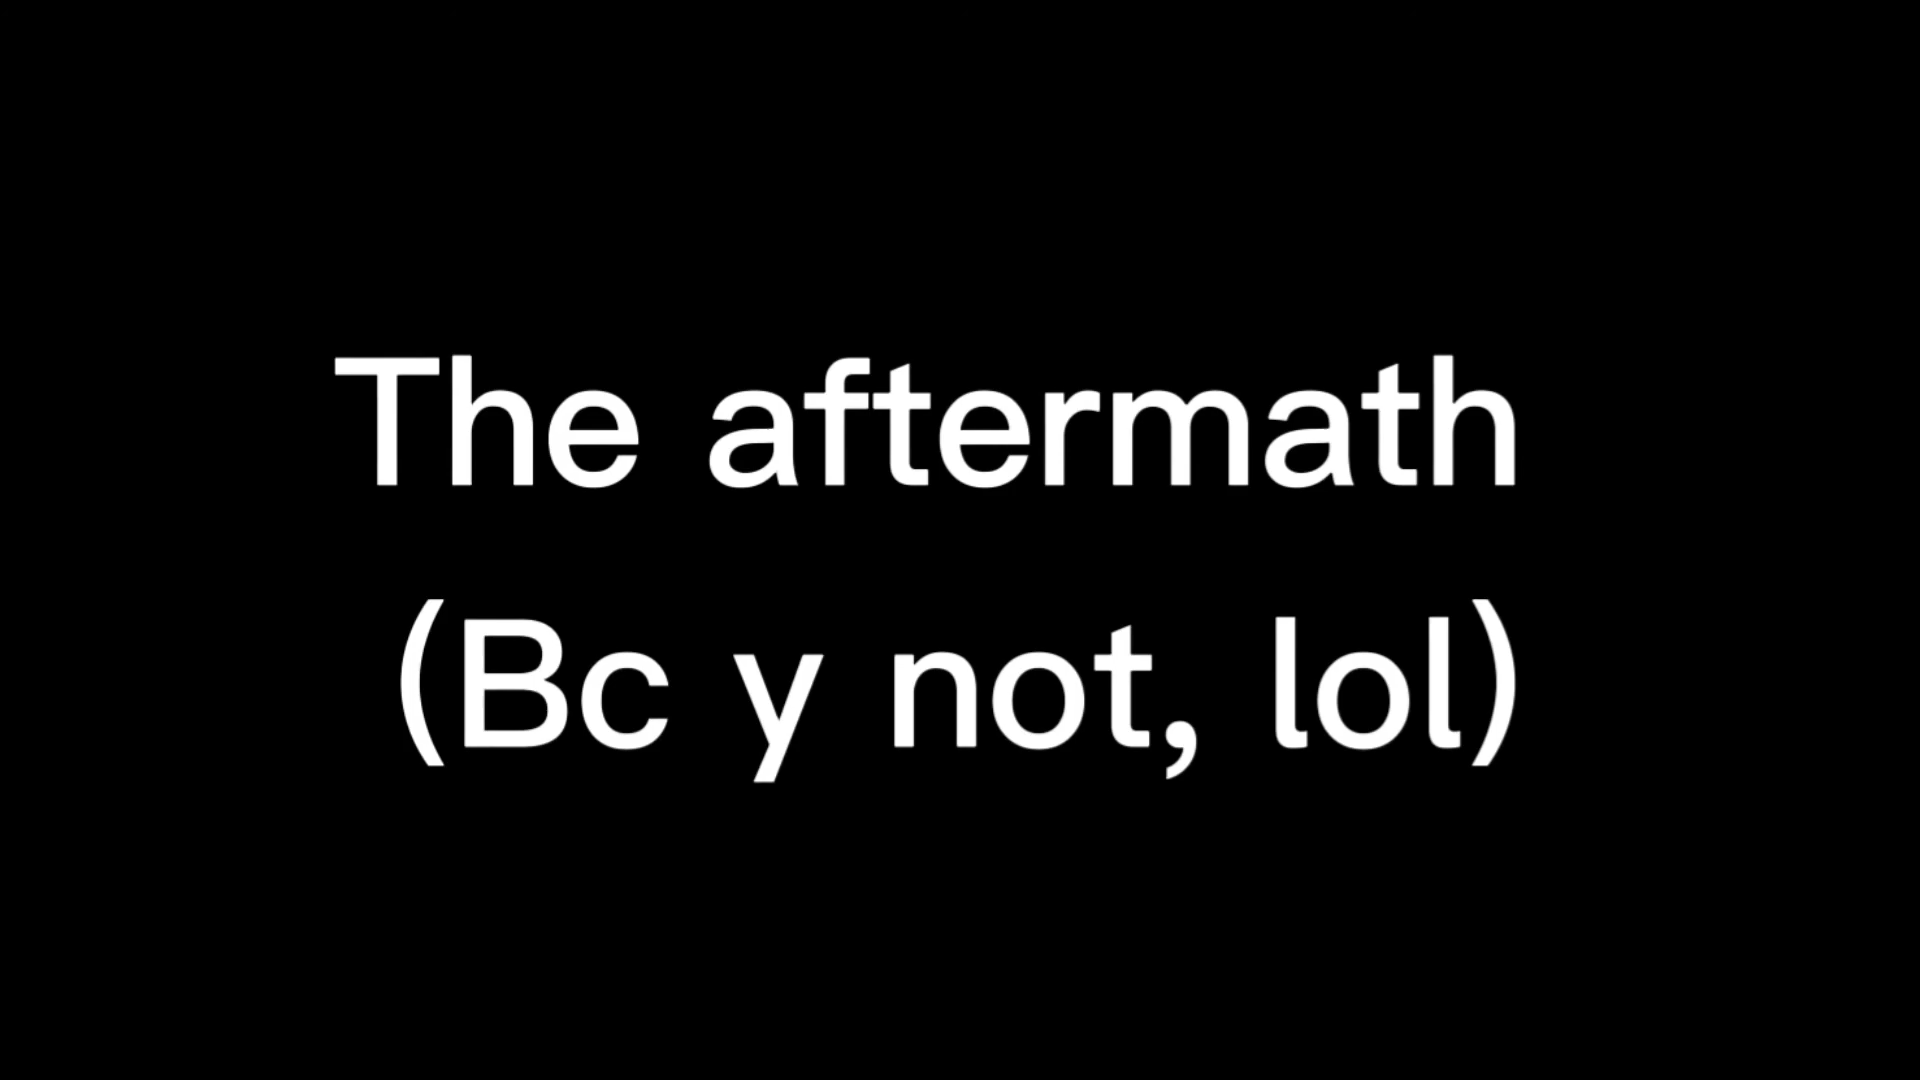 The aftermath
(Bc y not, lol)